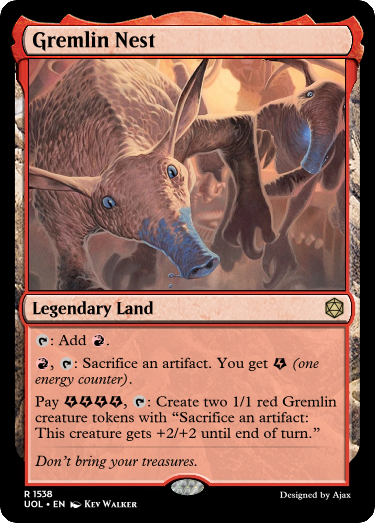 Gremlin Nest
Legendary Land
: Add .
, : Sacrifice an artifact. You get (one
energy counter).
Pay , : Create two 1/1 red Gremlin
creature tokens with “Sacrifice an artifact:
This creature gets +2/+2 until end of turn.”
Don't bring your treasures.
R 1538
UOL • EN Kev Walker
Designed by Ajax